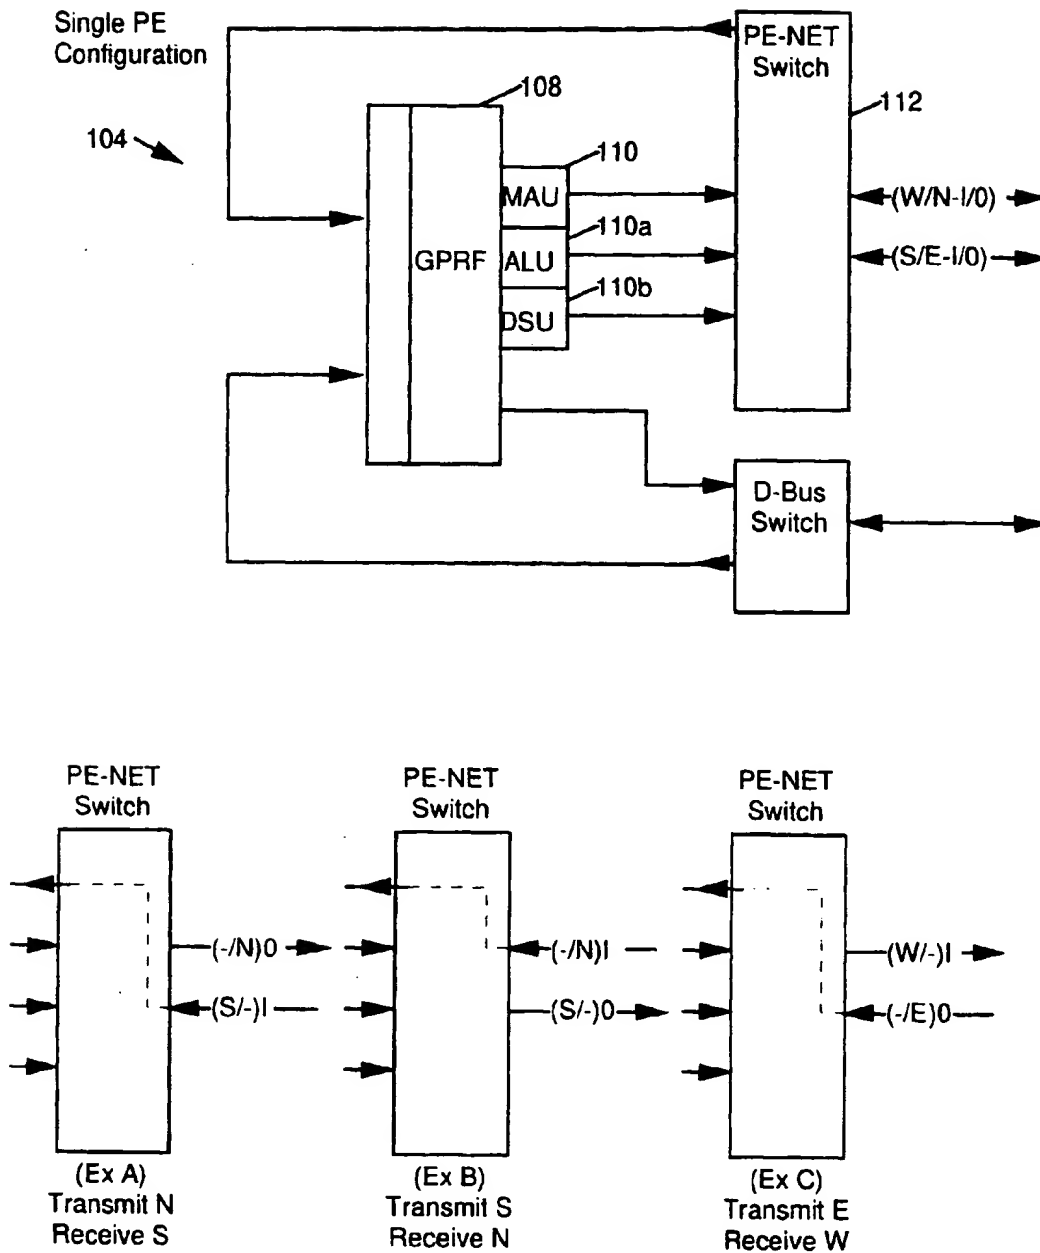 Single PE
Configuration
PE-NET
Switch
108
112
104
110
MAU
(W/N-I/0)
110a
GPRF
ALU
(S/E-I/0)
110b
DSU
D-Bus
Switch
PE-NET
Switch
PE-NET
Switch
PE-NET
Switch
(-/N)0
(-/N)I
(W/-)I
(S/-)I
(S/-)0
(-/E)0
(Ex A)
Transmit N
Receive S
(Ex B)
Transmit S
Receive N
(Ex C)
Transmit E
Receive W